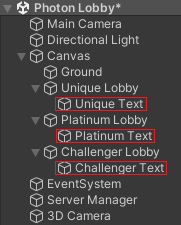 Photon Lobby*
Main Camera
Directional Light
Canvas
Ground
Unique Lobby
Unique Text
Platinum Lobby
Platinum Text
Challenger Lobby
Challenger Text
EventSystem
Server Manager
3D Camera